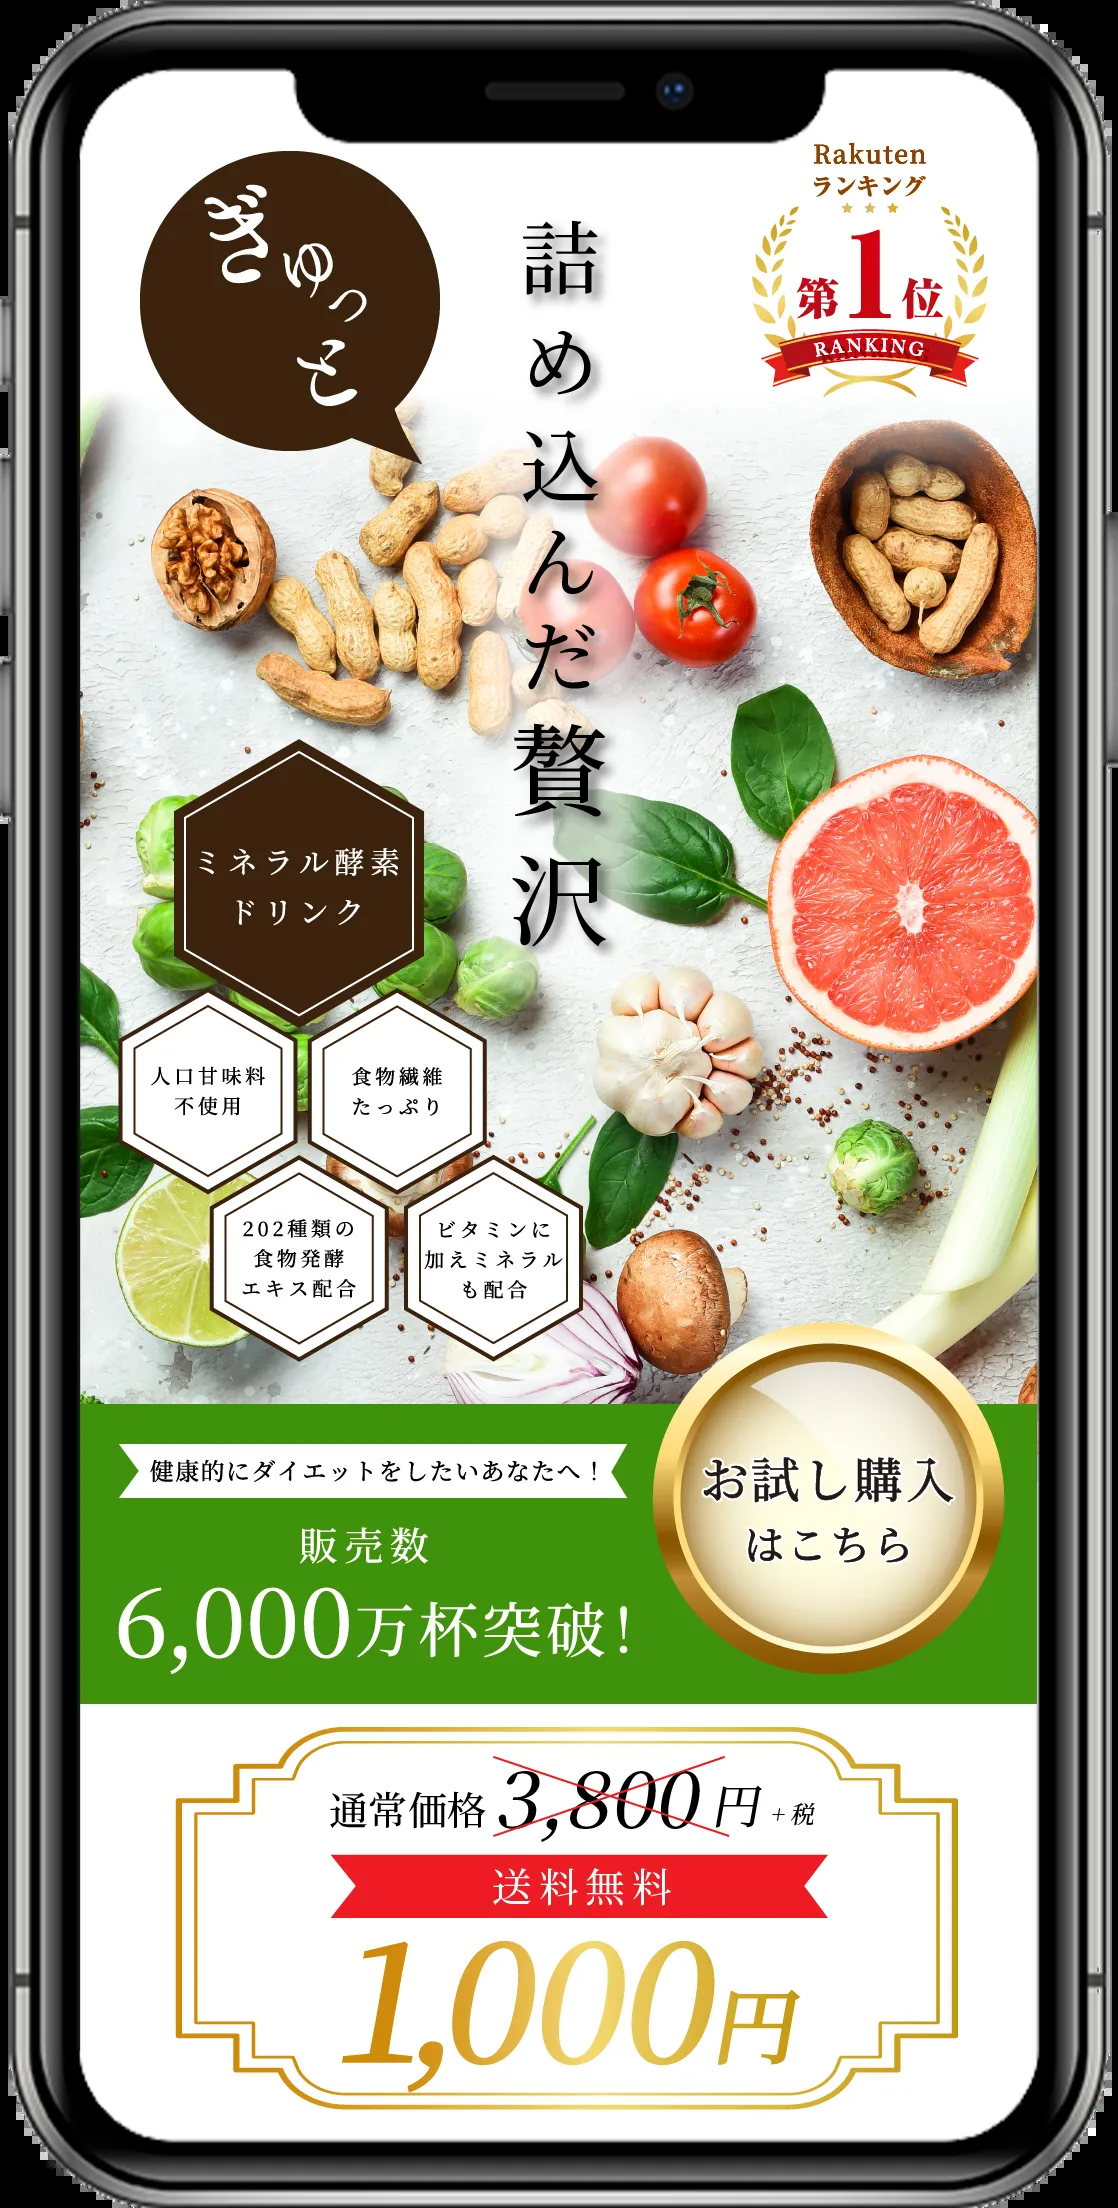 ぎゅっと
詰め込んだ贅沢
Rakuten
ランキング
第1位
RANKING
ミネラル酵素
ドリンク
人口甘味料
不使用
食物繊維
たっぷり
202種類の
食物発酵
エキス配合
ビタミンに
加えミネラル
も配合
健康的にダイエットをしたいあなたへ！
販売数
6,000万杯突破!
お試し購入
はこちら
通常価格 3,800円+税
送料無料
1,000円